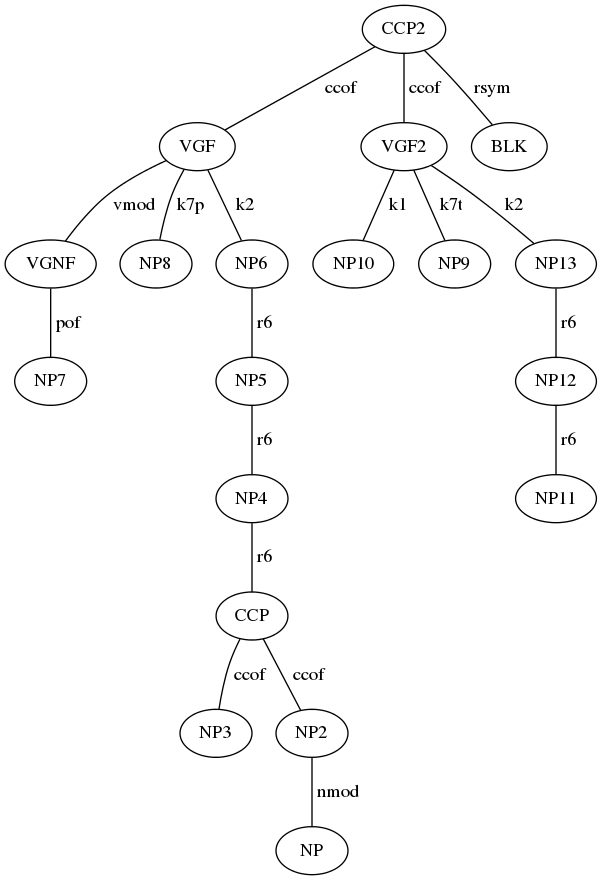 CCP2
ccof ccof rsym
VGF VGF2 BLK
vmod k7p k2 k1 k7t k2
VGNF NP8 NP6 NP10 NP9 NP13
pof r6 r6
NP7 NP5 NP12
r6 r6
NP4 NP11
r6
CCP
ccof ccof
NP3 NP2
nmod
NP